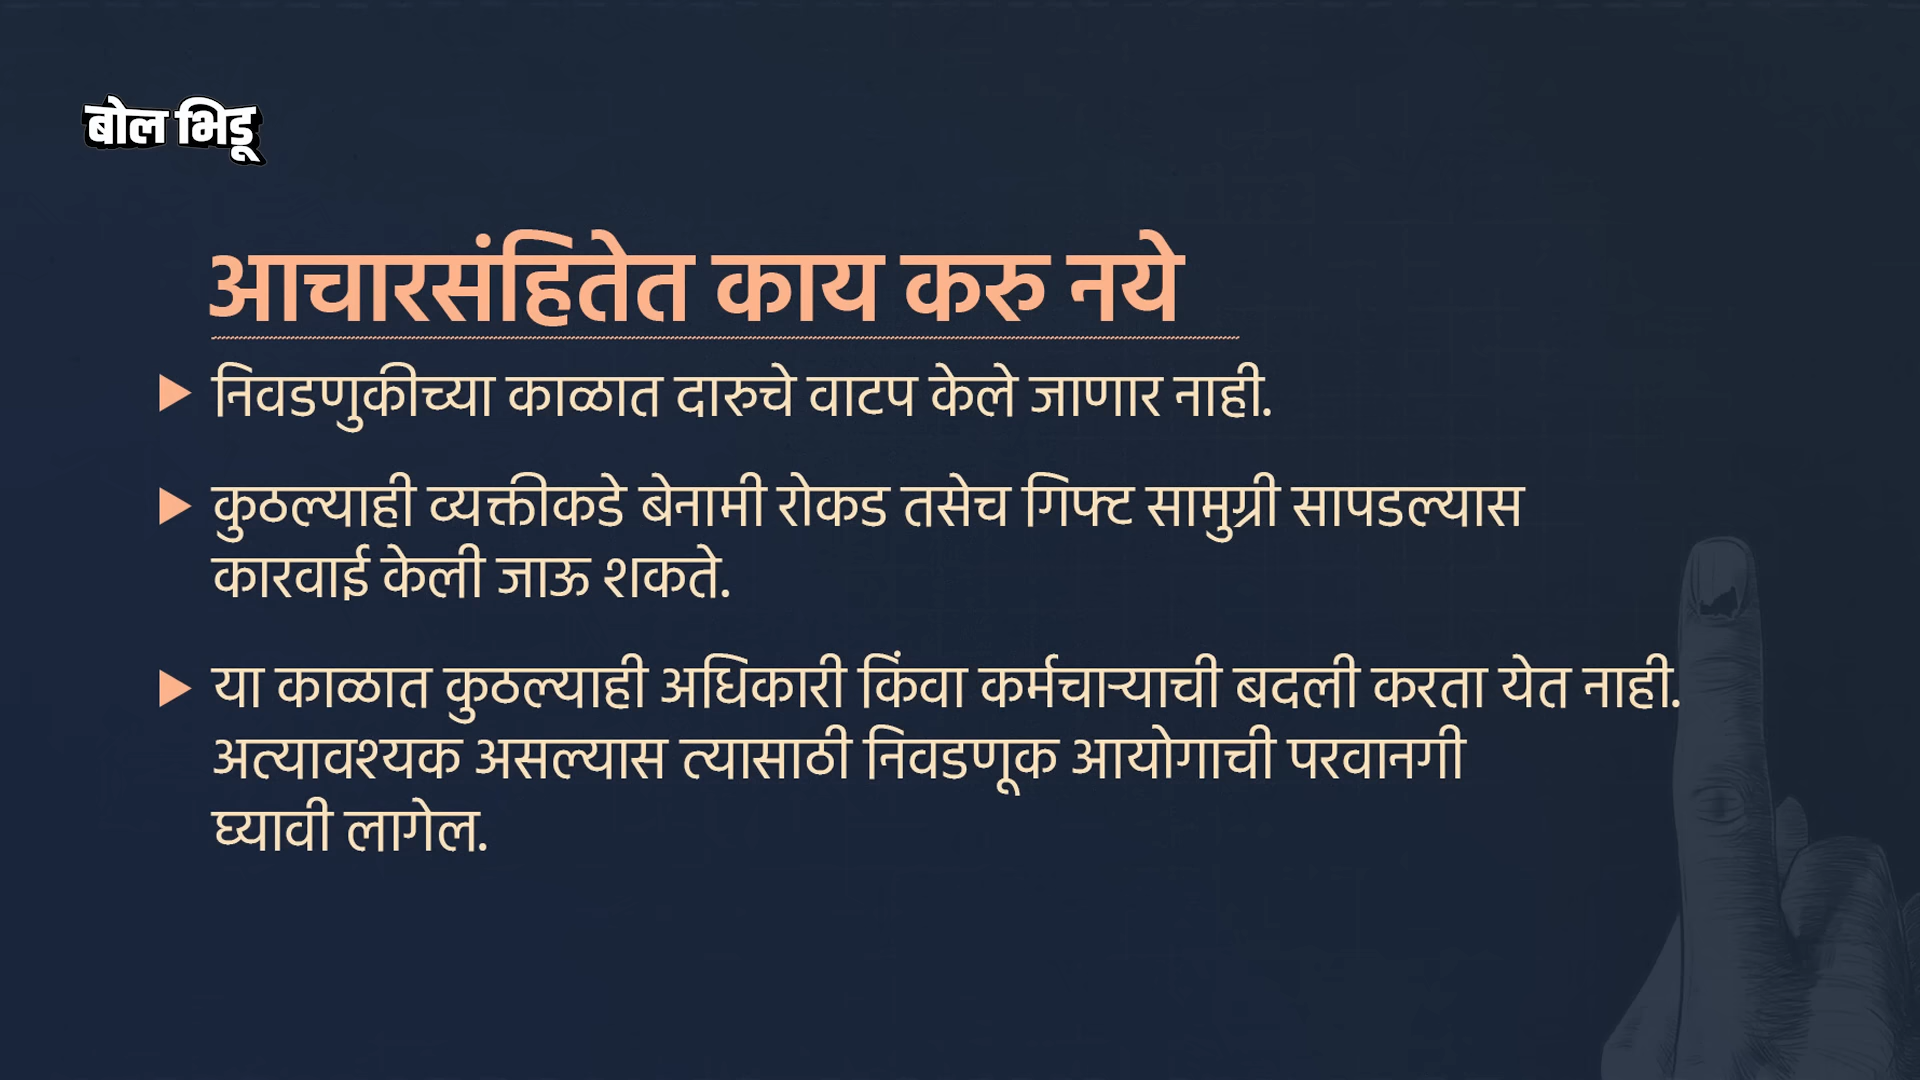 बोल भिडू
आचारसंहितेत काय करु नये
निवडणुकीच्या काळात दारुचे वाटप केले जाणार नाही.
कुठल्याही व्यक्तीकडे बेनामी रोकड तसेच गिफ्ट सामुग्री सापडल्यास
कारवाई केली जाऊ शकते.
या काळात कुठल्याही अधिकारी किंवा कर्मचाऱ्याची बदली करता येत नाही.
अत्यावश्यक असल्यास त्यासाठी निवडणूक आयोगाची परवानगी
घ्यावी लागेल.